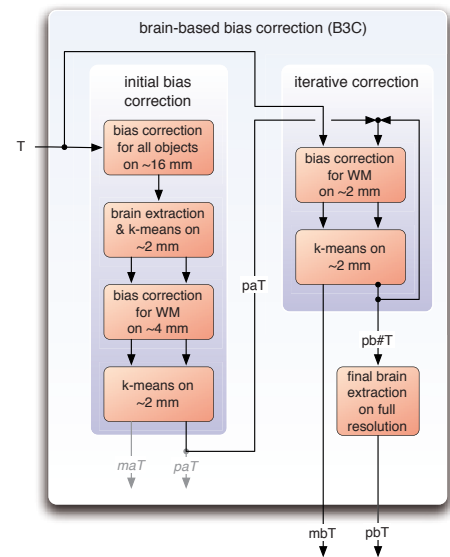 brain-based bias correction (B3C)
initial bias
correction
iterative correction
T
bias correction
for all objects
on ~16 mm
brain extraction
& k-means on
~2 mm
bias correction
for WM
on ~4 mm
k-means on
~2 mm
maT
paT
paT
bias correction
for WM
on ~2 mm
k-means on
~2 mm
pb#T
final brain
extraction
on full
resolution
mbT
pbT